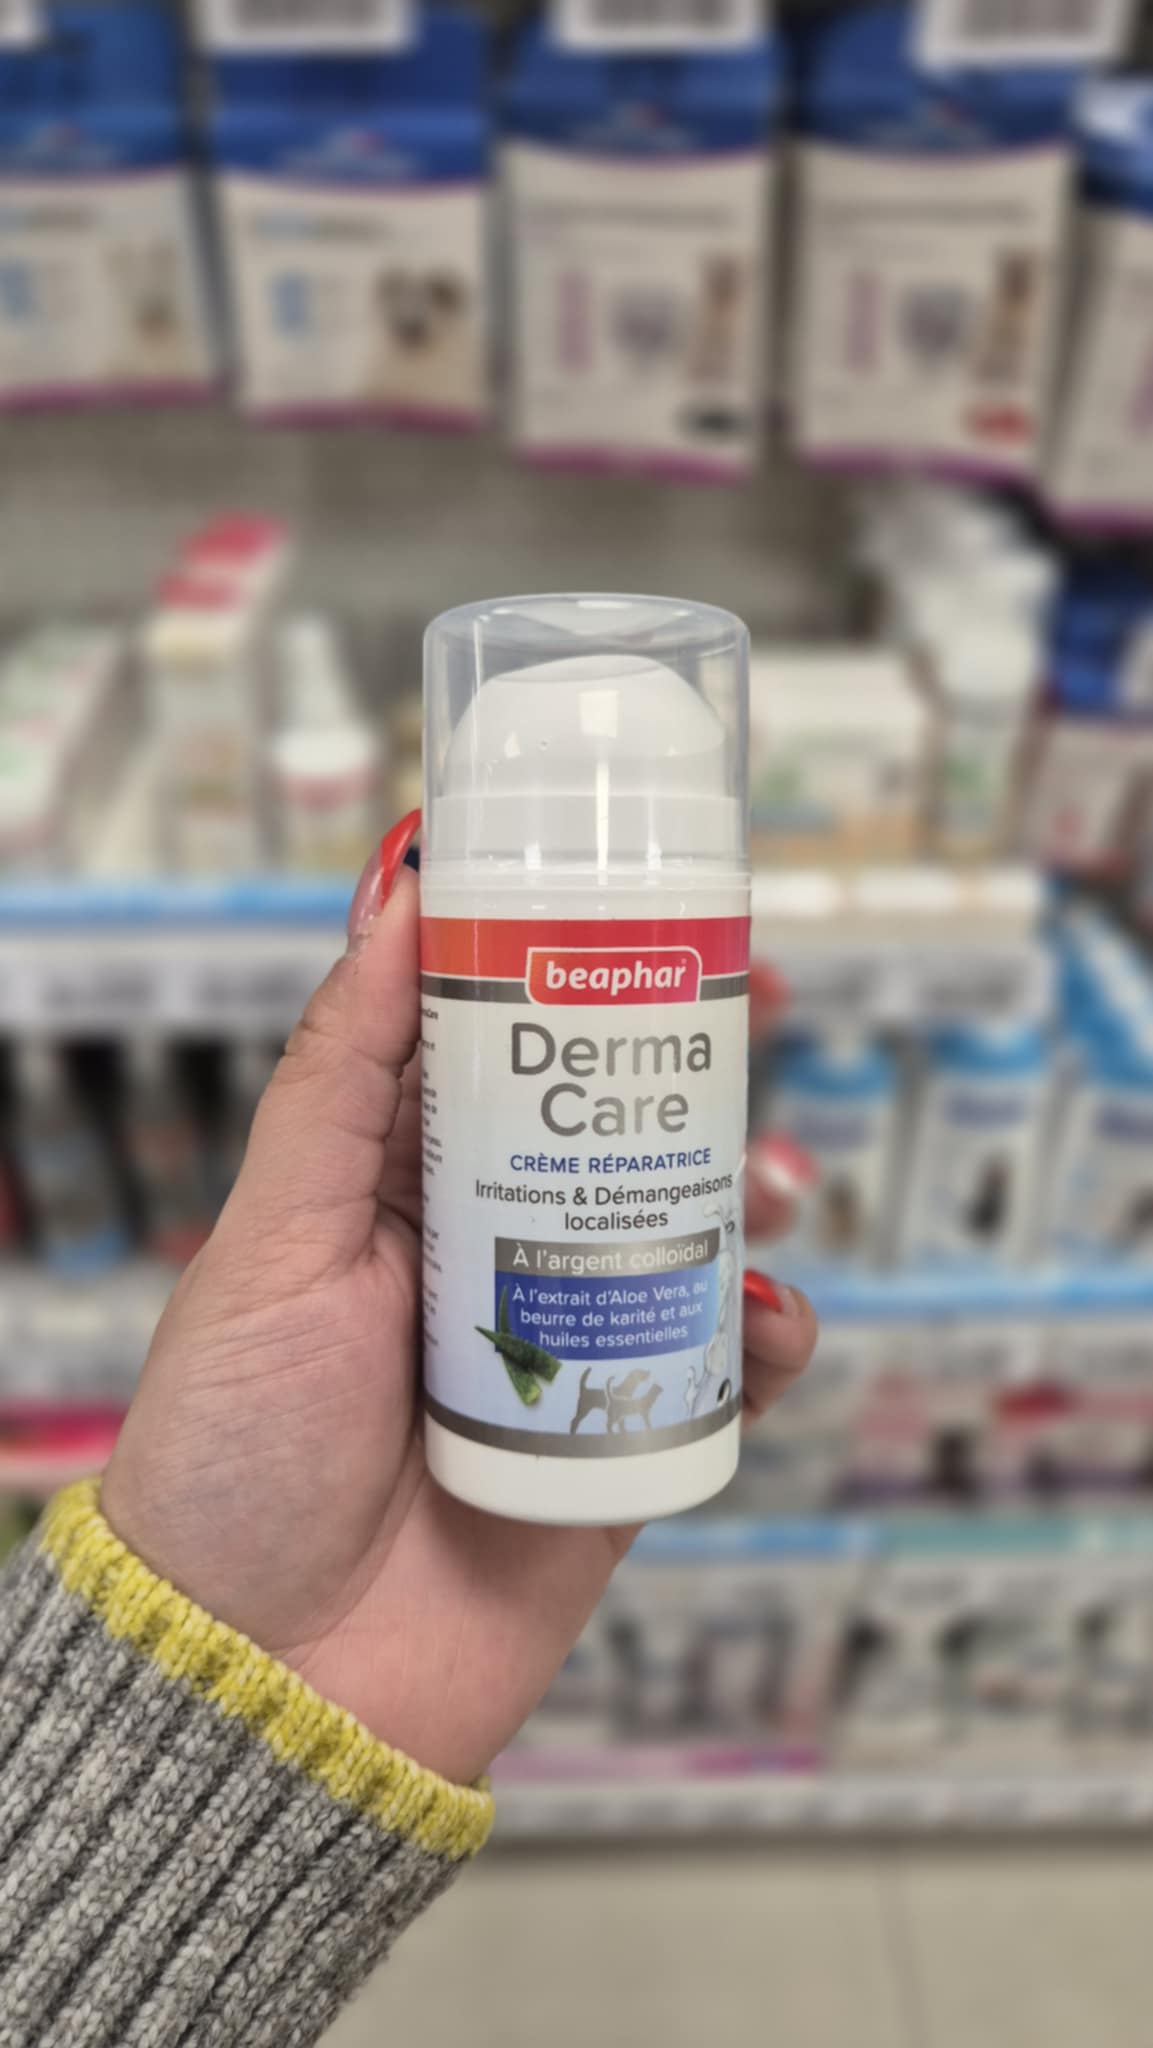 beaphar
Derma
Care
CRÈME RÉPARATRICE
Irritations & Démangeaisons
localisées
À l'argent colloïdal
À l'extrait d'Aloe Vera, au
beurre de karité et aux
huiles essentielles